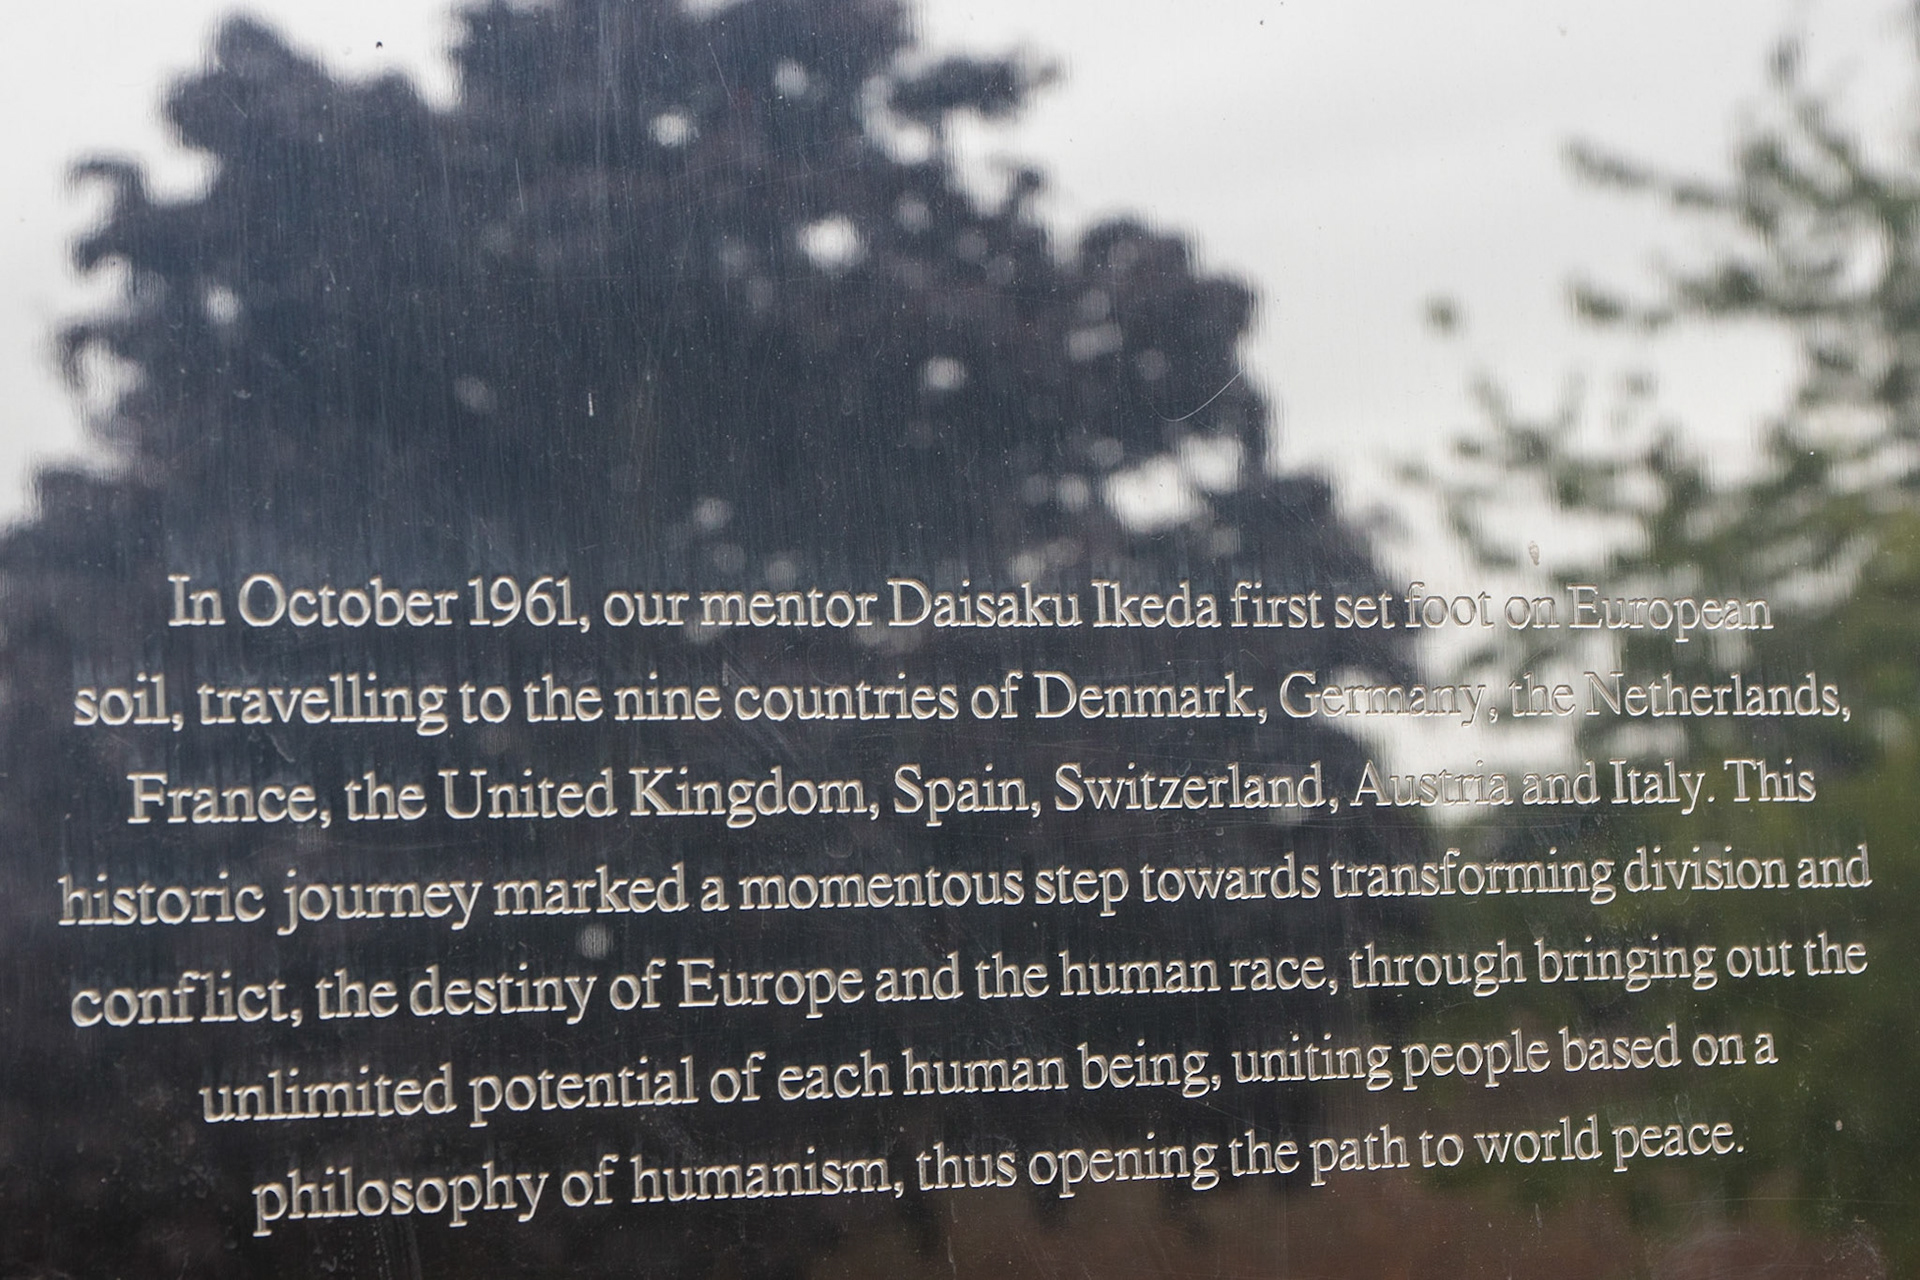 In October 1961, our mentor Daisaku Ikeda first set foot on European
soil, travelling to the nine countries of Denmark, Germany, the Netherlands,
France, the United Kingdom, Spain, Switzerland, Austria and Italy. This
historic journey marked a momentous step towards transforming division and
conflict, the destiny of Europe and the human race, through bringing out the
unlimited potential of each human being, uniting people based on a
philosophy of humanism, thus opening the path to world peace.